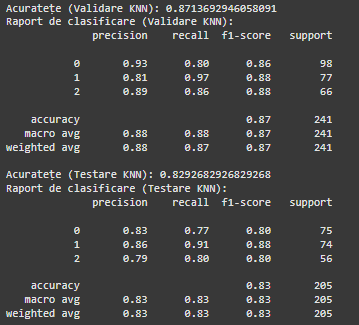 Acuratețe (Validare KNN): 0.8713692946058091
Raport de clasificare (Validare KNN):
precision recall f1-score support
0 0.93 0.80 0.86 98
1 0.81 0.97 0.88 77
2 0.89 0.86 0.88 66
accuracy 0.87 241
macro avg 0.88 0.88 0.87 241
weighted avg 0.88 0.87 0.87 241
Acuratețe (Testare KNN): 0.8292682926829268
Raport de clasificare (Testare KNN):
precision recall f1-score support
0 0.83 0.77 0.80 75
1 0.86 0.91 0.88 74
2 0.79 0.80 0.80 56
accuracy 0.83 205
macro avg 0.83 0.83 0.83 205
weighted avg 0.83 0.83 0.83 205